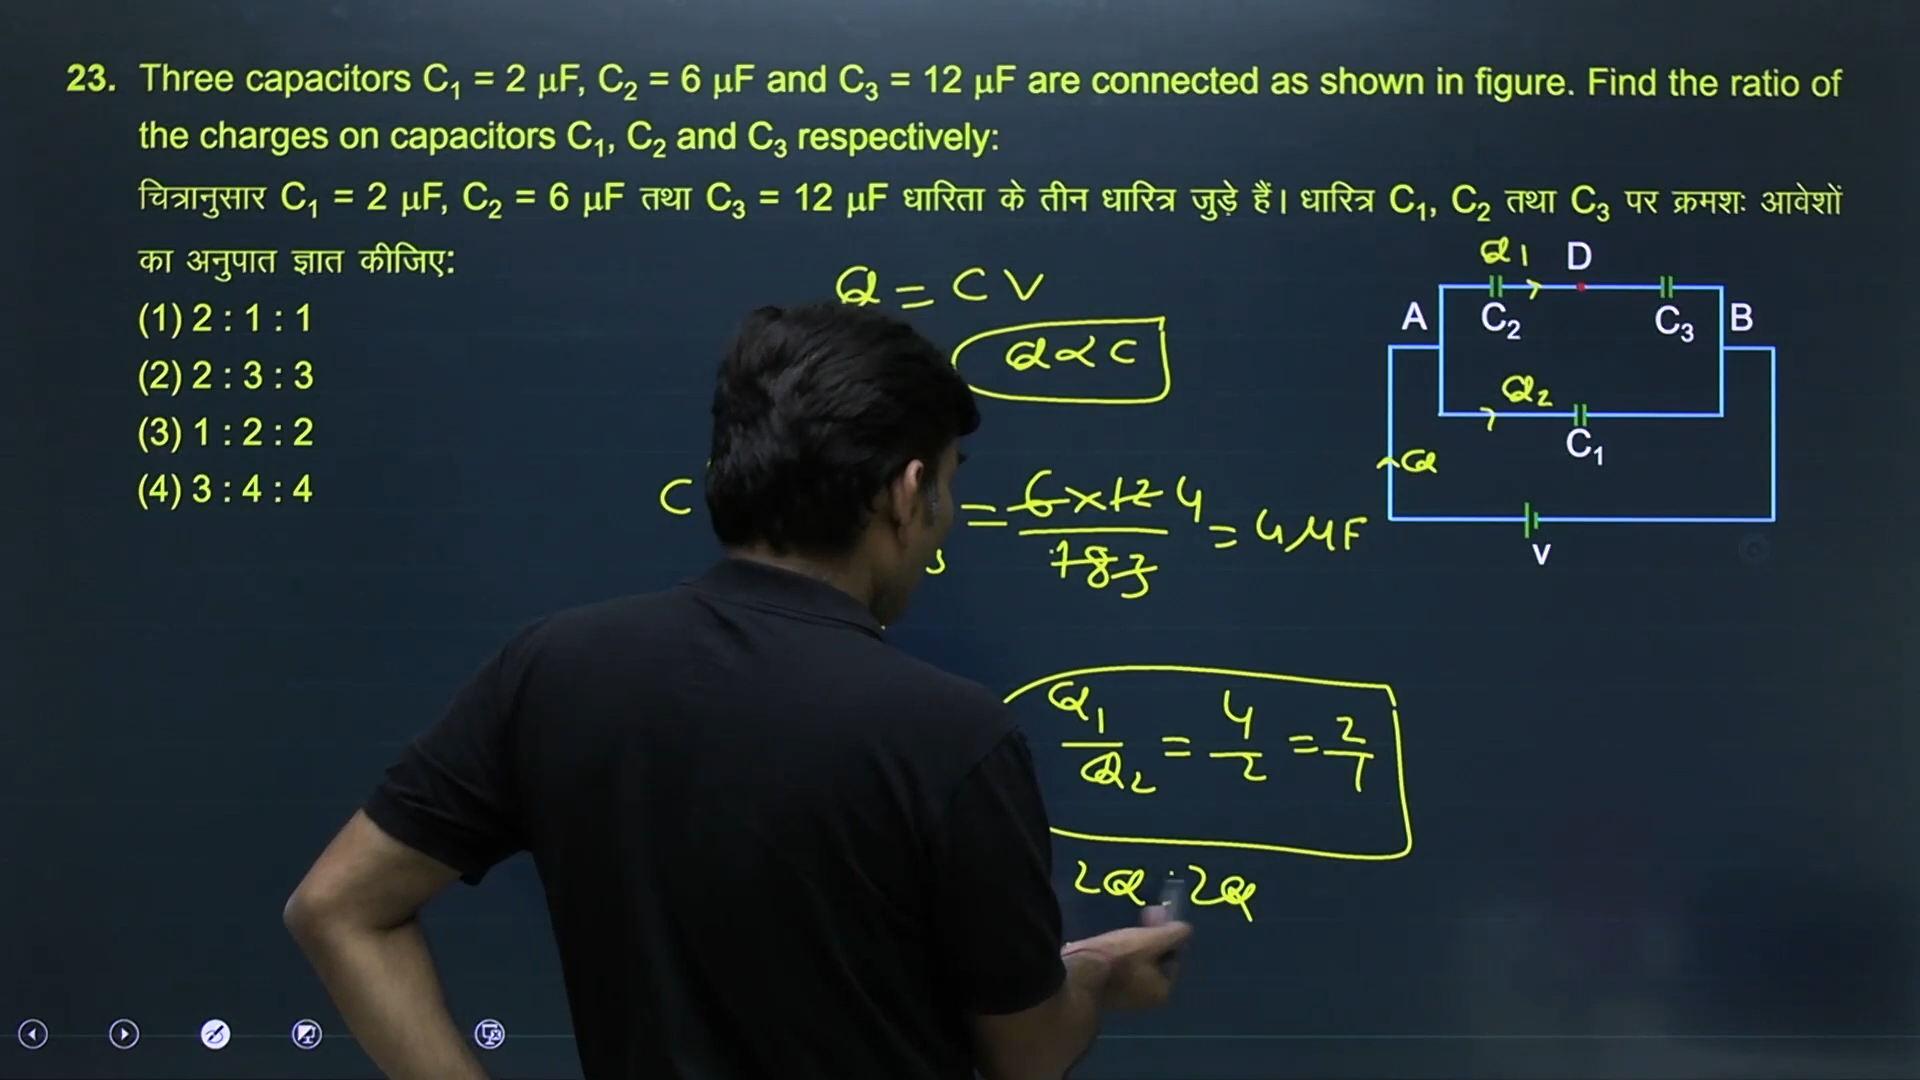 23. Three capacitors C₁ = 2 μF, C₂ = 6 μF and C₃ = 12 μF are connected as shown in figure. Find the ratio of
the charges on capacitors C₁, C₂ and C₃ respectively:
चित्रानुसार C₁ = 2 μF, C₂ = 6 μF तथा C₃ = 12 μF धारिता के तीन धारित्र जुड़े हैं। धारित्र C₁, C₂ तथा C₃ पर क्रमशः आवेशों
का अनुपात ज्ञात कीजिए:
(1) 2 : 1 : 1
(2) 2 : 3 : 3
(3) 1 : 2 : 2
(4) 3 : 4 : 4
Q = CV
Q ∝ C
C
= 6×12 4 / 18 3 = 4 μF
Q₁/Q₂ = 4/2 = 2/1
2Q : 2Q
Q₁ D
A C₂ C₃ B
Q₂
C₁
Q
V